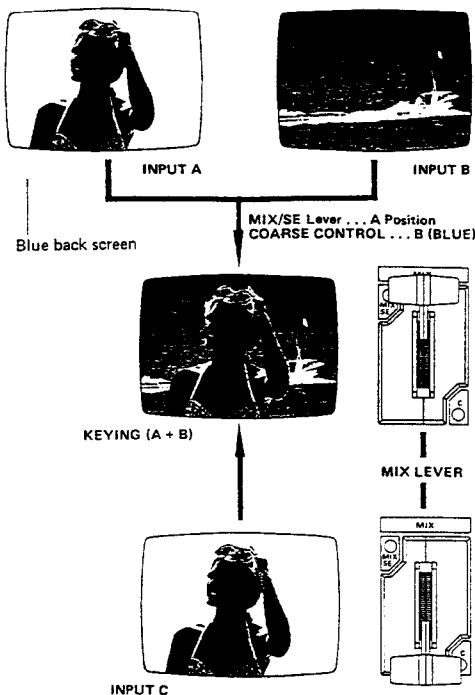 INPUT A
INPUT B
Blue back screen
MIX/SE Lever . . . A Position
COARSE CONTROL . . . B (BLUE)
MIX
MIX
SE
C
KEYING (A + B)
MIX LEVER
MIX
MIX
SE
C
INPUT C